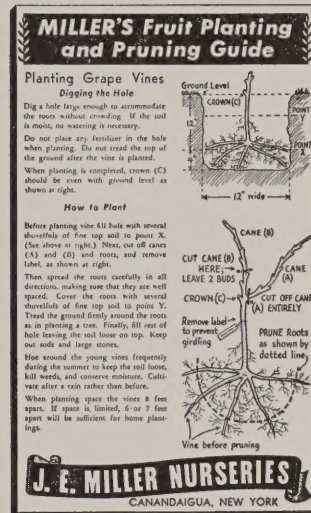 MILLER'S Fruit Planting
and Pruning Guide
Planting Grape Vines
Digging the Hole
Dig a hole large enough to accommodate
the roots without crowding. If the soil
is moist, no watering is necessary.
Do not place any fertilizer in the hole
when planting. Do not tread the top of
the ground after the vine is planted.
When planting is completed, crown (C)
should be even with ground level as
shown at right.
Ground Level
CROWN (C)
12"
POINT
X
12" wide
How to Plant
Before planting vine fill hole with several
shovelfuls of fine top soil to point X.
(See above at right.) Next, cut off canes
(A) and (B) and roots, and remove
label, as shown at right.
Then spread the roots carefully in all
directions, making sure that they are well
spaced. Cover the roots with several
shovelfuls of fine top soil to point Y.
Tread the ground firmly around the roots
as in planting a tree. Finally, fill rest of
hole leaving the soil loose on top. Keep
out sods and large stones.
Hoe around the young vines frequently
during the summer to keep the soil loose,
kill weeds, and conserve moisture. Culti-
vate after a rain rather than before.
When planting space the vines 8 feet
apart. If space is limited, 6 or 7 feet
apart will be sufficient for home plant-
ings.
CANE (B)
CUT CANE (B)
HERE;
LEAVE 2 BUDS
CANE
(A)
CROWN (C)
CUT OFF CANE
(A) ENTIRELY
Remove label
to prevent
girdling
PRUNE Roots
as shown by
dotted line
Vine before pruning
J. E. MILLER NURSERIES
CANANDAIGUA, NEW YORK